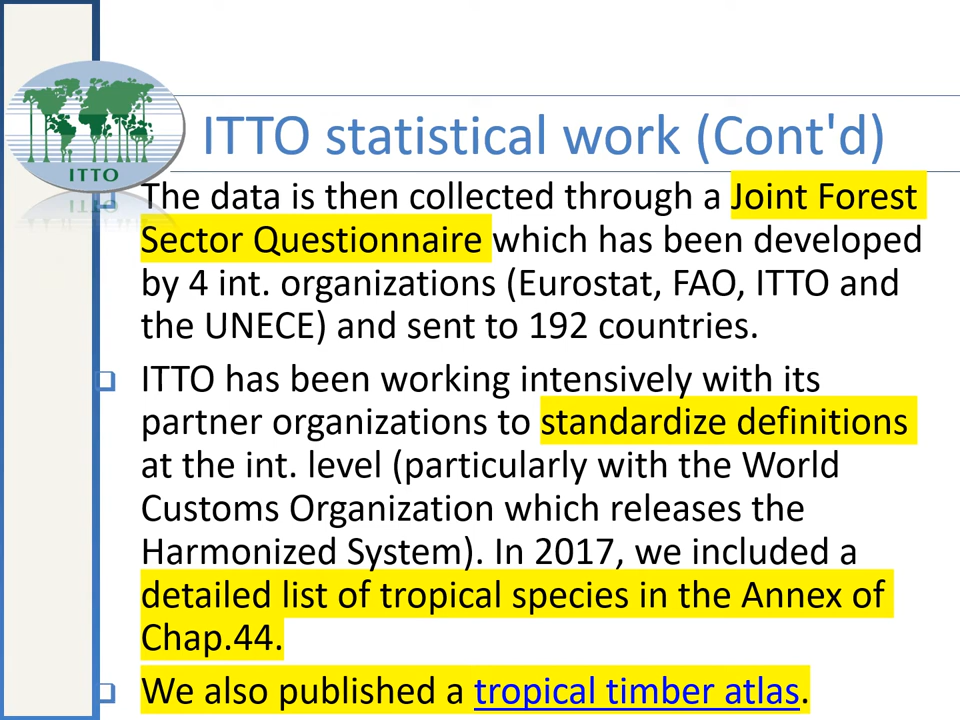 ITTO
ITTO statistical work (Cont'd)
The data is then collected through a Joint Forest
Sector Questionnaire which has been developed
by 4 int. organizations (Eurostat, FAO, ITTO and
the UNECE) and sent to 192 countries.
ITTO has been working intensively with its
partner organizations to standardize definitions
at the int. level (particularly with the World
Customs Organization which releases the
Harmonized System). In 2017, we included a
detailed list of tropical species in the Annex of
Chap.44.
We also published a tropical timber atlas.